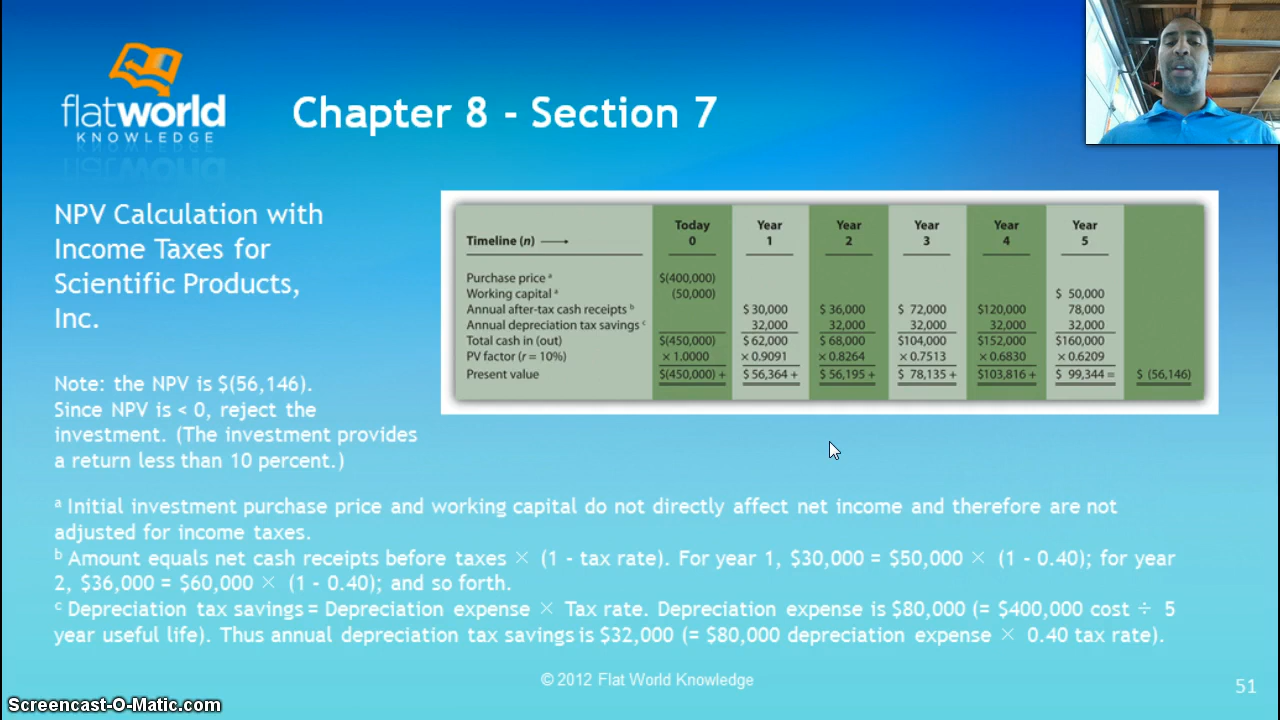 flatworld
KNOWLEDGE
Chapter 8 - Section 7
NPV Calculation with
Income Taxes for
Scientific Products,
Inc.
Note: the NPV is $(56,146).
Since NPV is < 0, reject the
investment. (The investment provides
a return less than 10 percent.)
Today Year Year Year Year Year
Timeline (n) → 0 1 2 3 4 5
Purchase price ᵃ $(400,000)
Working capital ᵃ (50,000) $ 50,000
Annual after-tax cash receipts ᵇ $ 30,000 $ 36,000 $ 72,000 $120,000 78,000
Annual depreciation tax savings ᶜ 32,000 32,000 32,000 32,000 32,000
Total cash in (out) $(450,000) $ 62,000 $ 68,000 $104,000 $152,000 $160,000
PV factor (r = 10%) × 1.0000 × 0.9091 × 0.8264 × 0.7513 × 0.6830 × 0.6209
Present value $(450,000) + $ 56,364 + $ 56,195 + $ 78,135 + $103,816 + $ 99,344 = $ (56,146)
ᵃ Initial investment purchase price and working capital do not directly affect net income and therefore are not
adjusted for income taxes.
ᵇ Amount equals net cash receipts before taxes × (1 - tax rate). For year 1, $30,000 = $50,000 × (1 - 0.40); for year
2, $36,000 = $60,000 × (1 - 0.40); and so forth.
ᶜ Depreciation tax savings = Depreciation expense × Tax rate. Depreciation expense is $80,000 (= $400,000 cost ÷ 5
year useful life). Thus annual depreciation tax savings is $32,000 (= $80,000 depreciation expense × 0.40 tax rate).
© 2012 Flat World Knowledge
51
Screencast-O-Matic.com